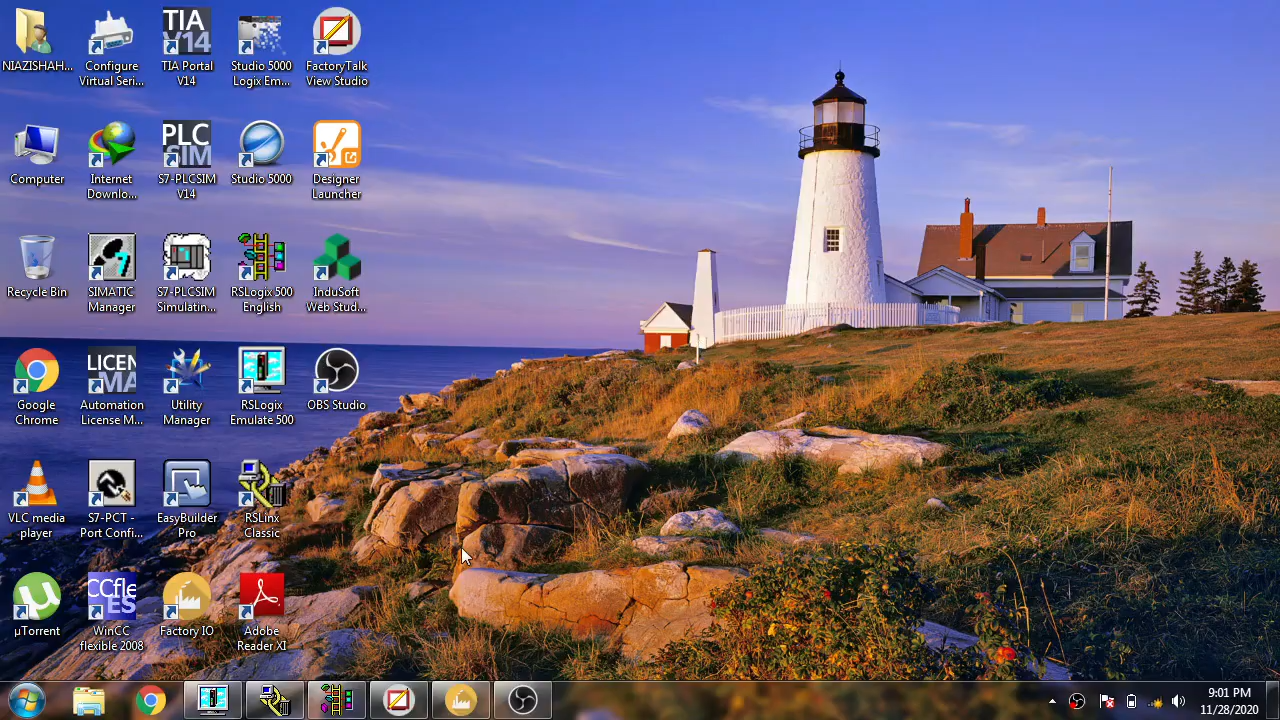 NIAZISHAH...
Configure
Virtual Seri...
TIA
V14
TIA Portal
V14
Studio 5000
Logix Em...
FactoryTalk
View Studio
Computer
Internet
Downlo...
PLC
SIM
S7-PLCSIM
V14
Studio 5000
Designer
Launcher
Recycle Bin
SIMATIC
Manager
S7-PLCSIM
Simulatin...
RSLogix 500
English
InduSoft
Web Stud...
Google
Chrome
LICEN
MA
Automation
License M...
Utility
Manager
RSLogix
Emulate 500
OBS Studio
VLC media
player
S7-PCT -
Port Confi...
EasyBuilder
Pro
RSLinx
Classic
µTorrent
CCfle
ES
WinCC
flexible 2008
Factory IO
Adobe
Reader XI
9:01 PM
11/28/2020